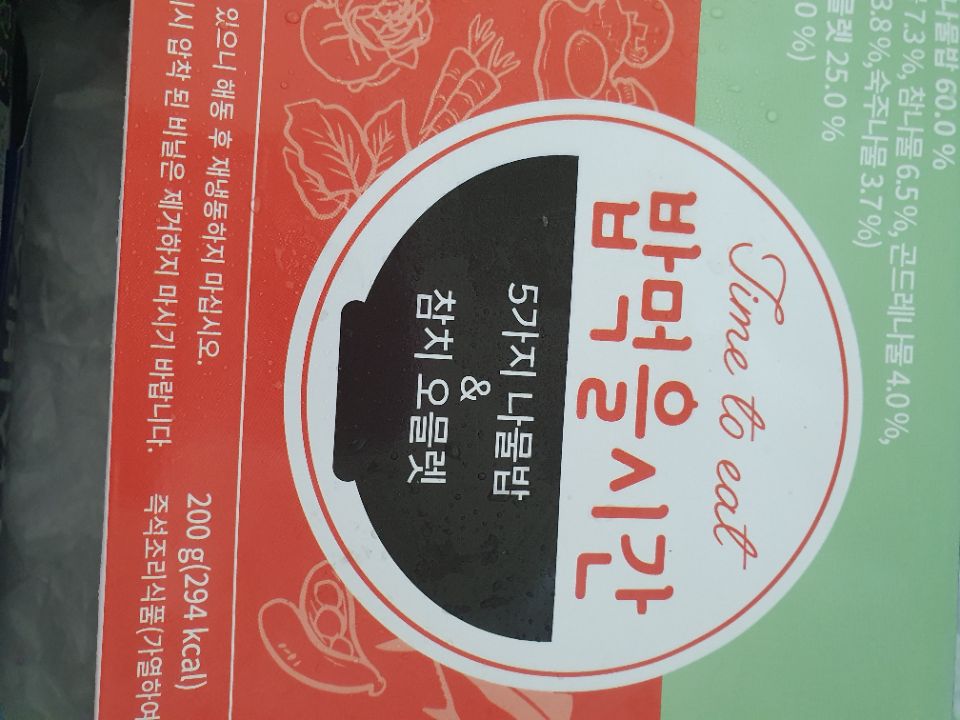 나물밥 60.0 %
7.3%, 참나물 6.5%, 곤드레나물 4.0%,
3.8%, 숙주나물 3.7%)
믈렛 25.0 %
0 %)
Time to eat
밥먹을시간
5가지 나물밥
&
참치 오믈렛
있으니 해동 후 재냉동하지 마십시오.
시 압착 된 비닐은 제거하지 마시기 바랍니다.
200 g(294 kcal)
즉석조리식품(가열하여